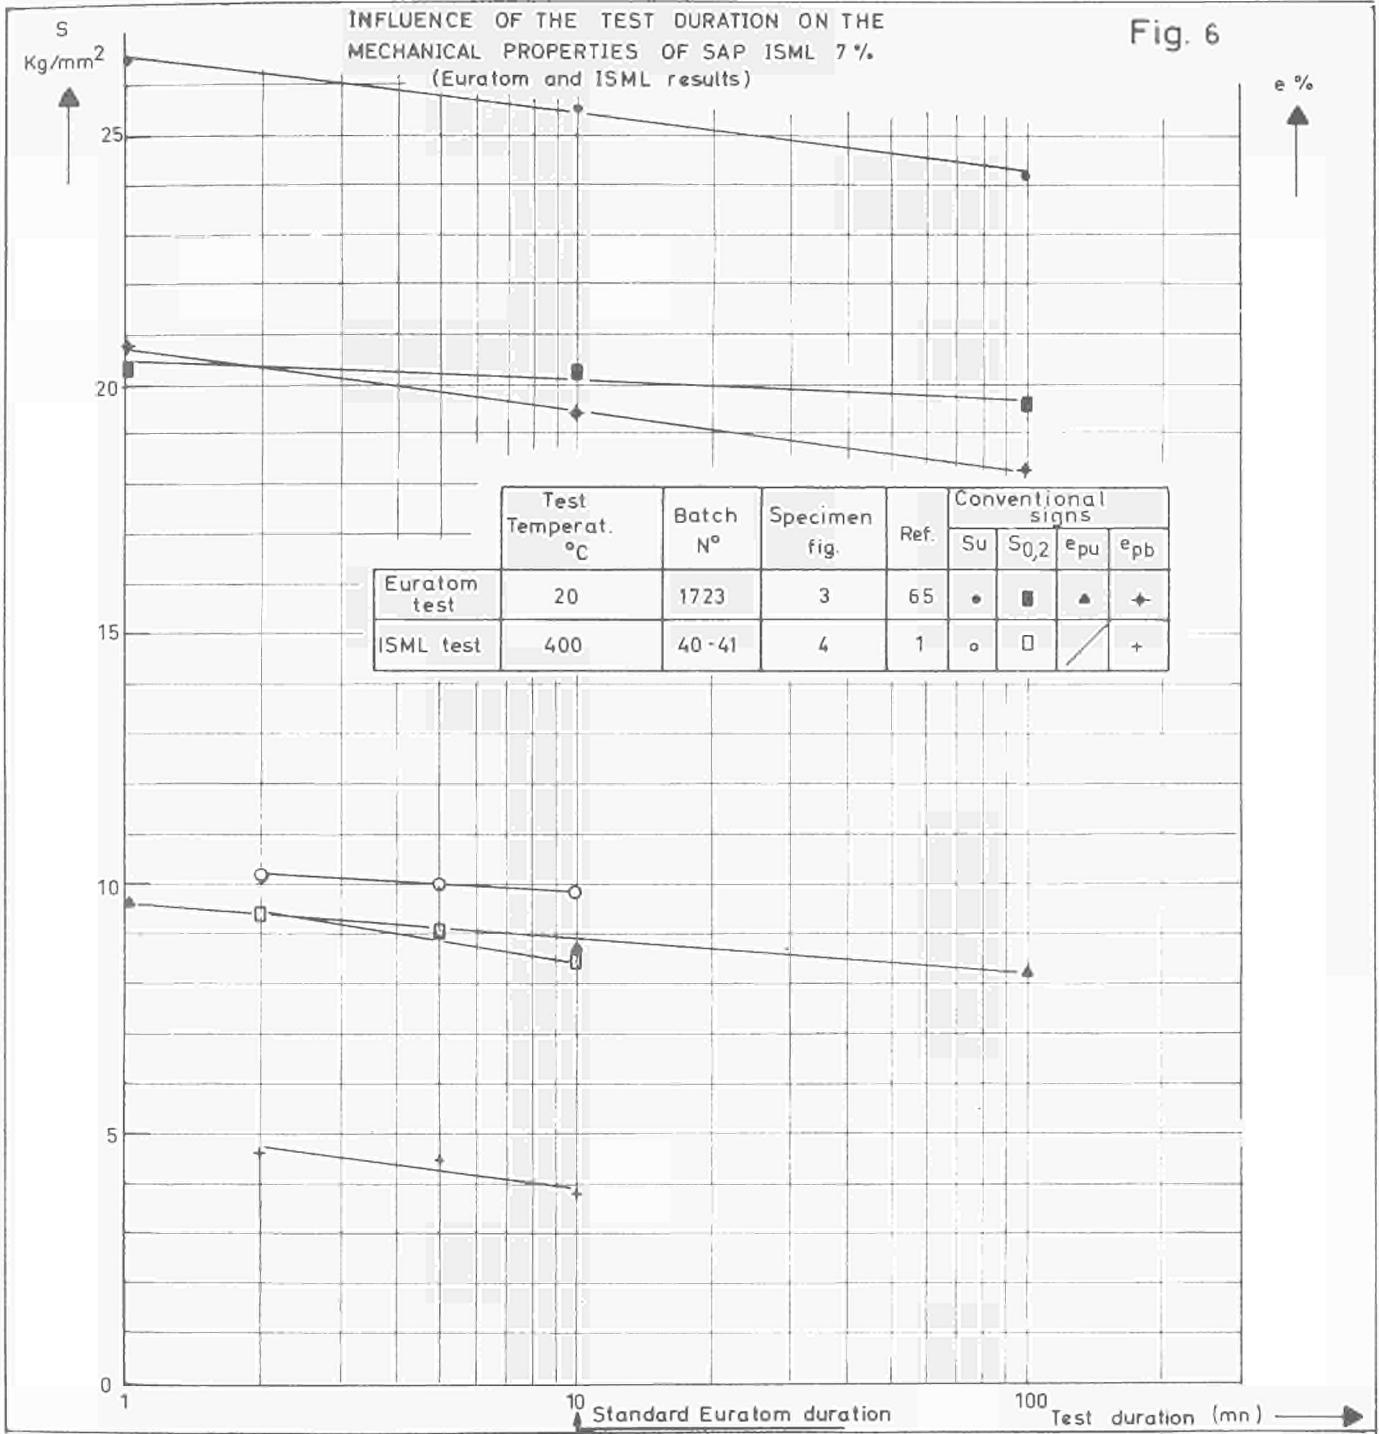 S
Kg/mm2
INFLUENCE OF THE TEST DURATION ON THE
MECHANICAL PROPERTIES OF SAP ISML 7%
(Euratom and ISML results)
Fig. 6
e %
25
20
15
10
5
0
Test Temperat. °C
Batch N°
Specimen fig.
Ref.
Conventional signs
Su S0,2 epu epb
Euratom test 20 1723 3 65
ISML test 400 40-41 4 1
1 10 100
Standard Euratom duration
Test duration (mn)